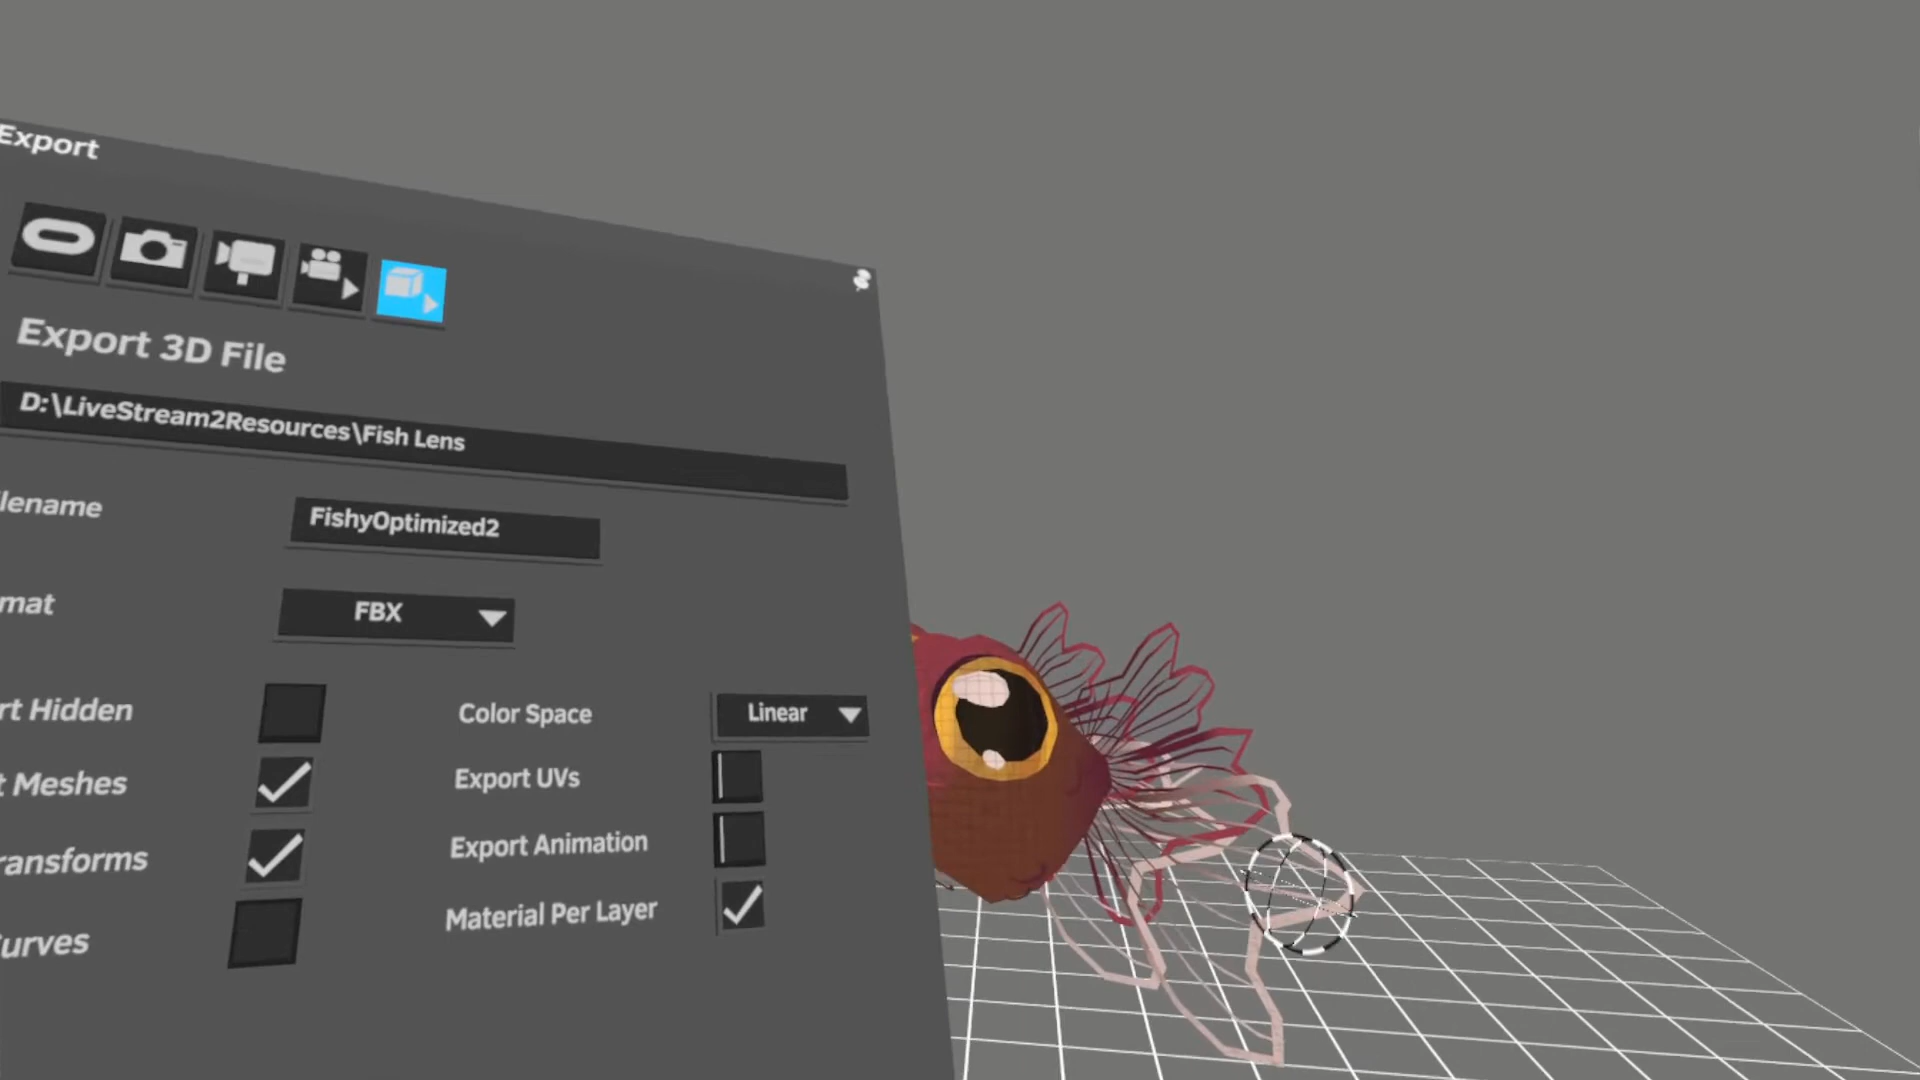 Export
Export 3D File
D:\LiveStream2Resources\Fish Lens
lename
FishyOptimized2
mat
FBX
rt Hidden
Color Space
Linear
t Meshes
Export UVs
ransforms
Export Animation
urves
Material Per Layer